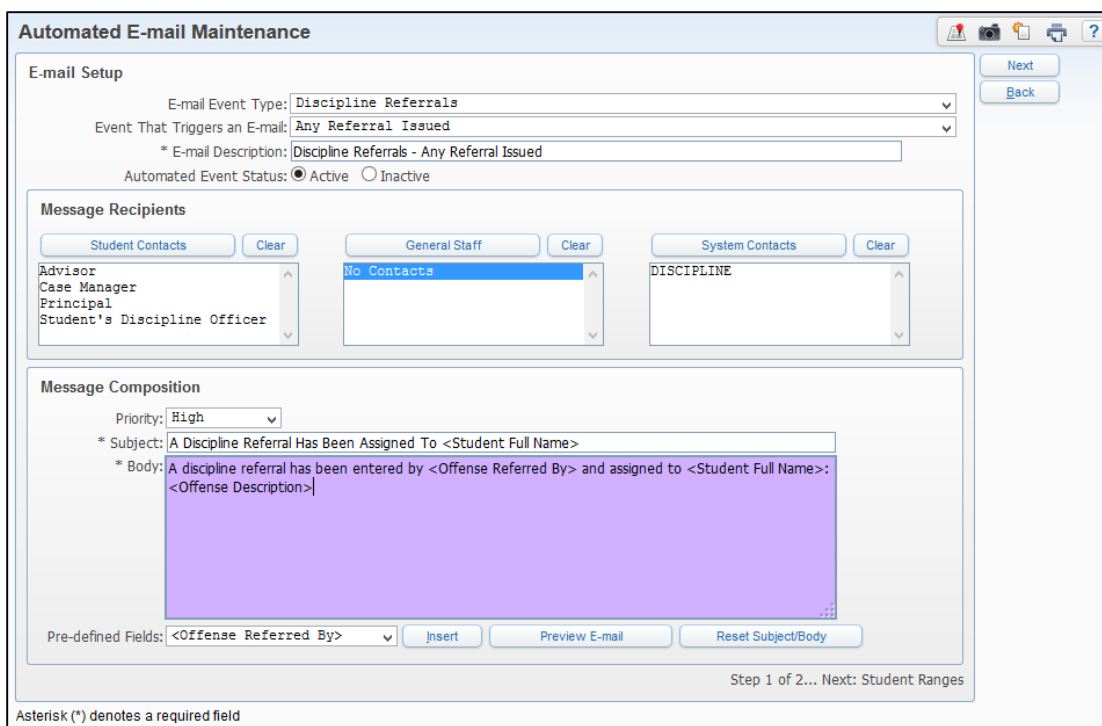 Automated E-mail Maintenance
?
Next
Back
E-mail Setup
E-mail Event Type: Discipline Referrals
Event That Triggers an E-mail: Any Referral Issued
* E-mail Description: Discipline Referrals - Any Referral Issued
Automated Event Status: Active Inactive
Message Recipients
Student Contacts Clear General Staff Clear System Contacts Clear
Advisor No Contacts DISCIPLINE
Case Manager
Principal
Student's Discipline Officer
Message Composition
Priority: High
* Subject: A Discipline Referral Has Been Assigned To <Student Full Name>
* Body: A discipline referral has been entered by <Offense Referred By> and assigned to <Student Full Name>:
<Offense Description>
Pre-defined Fields: <Offense Referred By> Insert Preview E-mail Reset Subject/Body
Step 1 of 2... Next: Student Ranges
Asterisk (*) denotes a required field